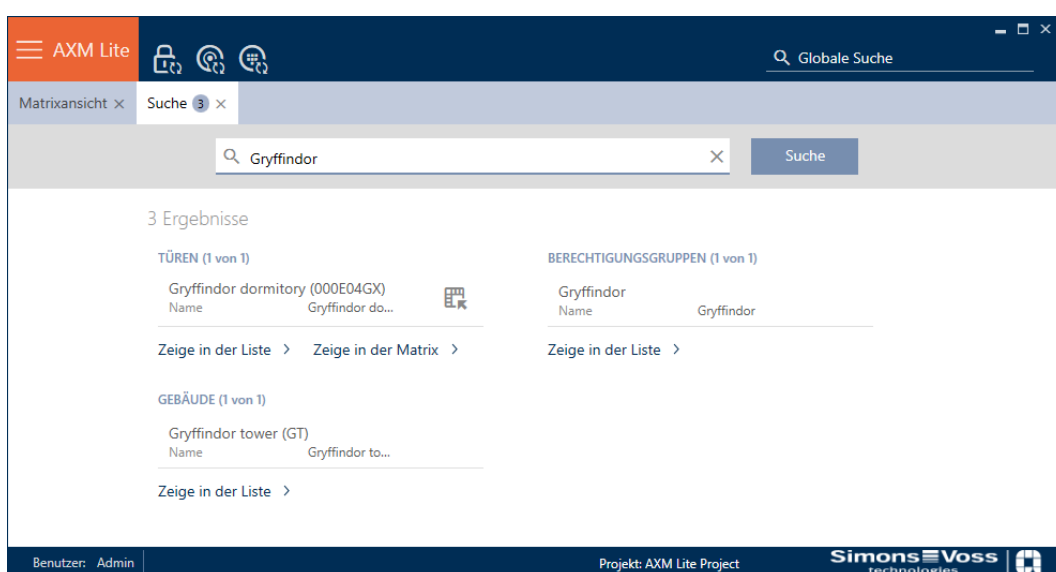 AXM Lite
Globale Suche
Matrixansicht
Suche 3
Gryffindor
Suche
3 Ergebnisse
TÜREN (1 von 1)
Gryffindor dormitory (000E04GX)
Name Gryffindor do...
Zeige in der Liste Zeige in der Matrix
BERECHTIGUNGSGRUPPEN (1 von 1)
Gryffindor
Name Gryffindor
Zeige in der Liste
GEBÄUDE (1 von 1)
Gryffindor tower (GT)
Name Gryffindor to...
Zeige in der Liste
Benutzer: Admin
Projekt: AXM Lite Project
Simons Voss
technologies